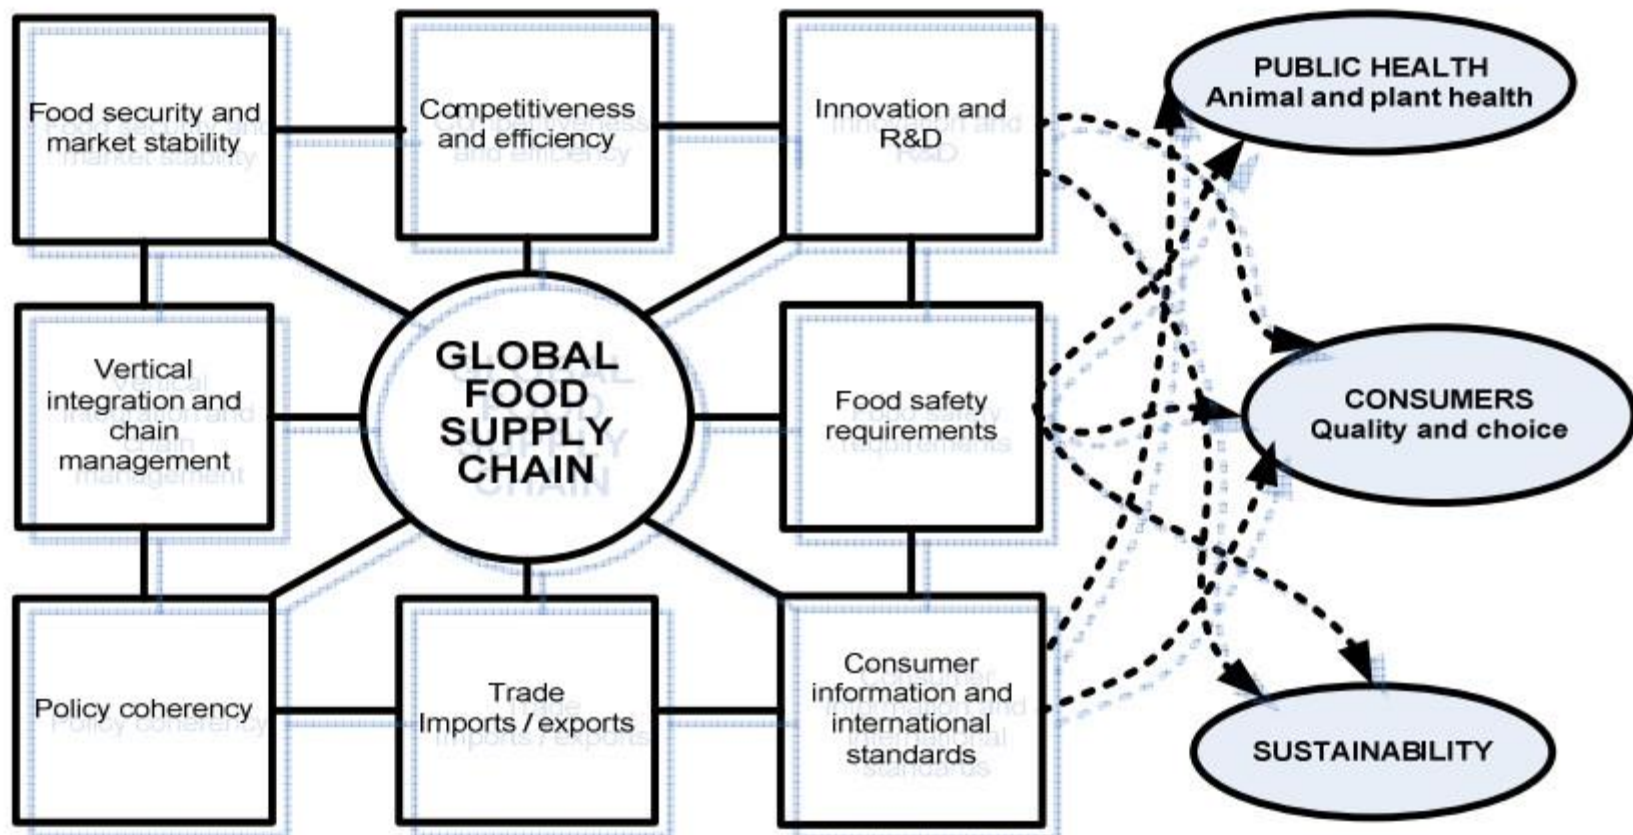 Food security and
market stability
Competitiveness
and efficiency
Innovation and
R&D
PUBLIC HEALTH
Animal and plant health
Vertical
integration and
chain
management
GLOBAL
FOOD
SUPPLY
CHAIN
Food safety
requirements
CONSUMERS
Quality and choice
Policy coherency
Trade
Imports / exports
Consumer
information and
international
standards
SUSTAINABILITY